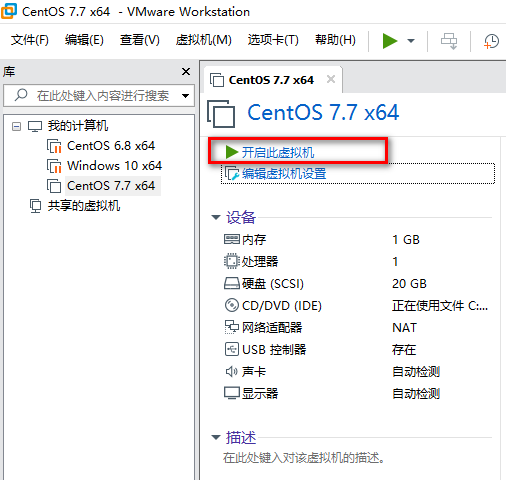 CentOS 7.7 x64 - VMware Workstation
文件(F) 编辑(E) 查看(V) 虚拟机(M) 选项卡(T) 帮助(H)
库
在此处键入内容进行搜索
我的计算机
CentOS 6.8 x64
Windows 10 x64
CentOS 7.7 x64
共享的虚拟机
CentOS 7.7 x64
CentOS 7.7 x64
开启此虚拟机
编辑虚拟机设置
设备
内存 1 GB
处理器 1
硬盘 (SCSI) 20 GB
CD/DVD (IDE) 正在使用文件 C:...
网络适配器 NAT
USB 控制器 存在
声卡 自动检测
显示器 自动检测
描述
在此处键入对该虚拟机的描述。